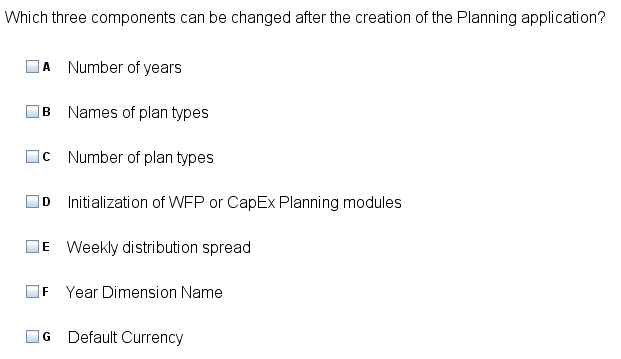 Which three components can be changed after the creation of the Planning application?
A Number of years
B Names of plan types
C Number of plan types
D Initialization of WFP or CapEx Planning modules
E Weekly distribution spread
F Year Dimension Name
G Default Currency